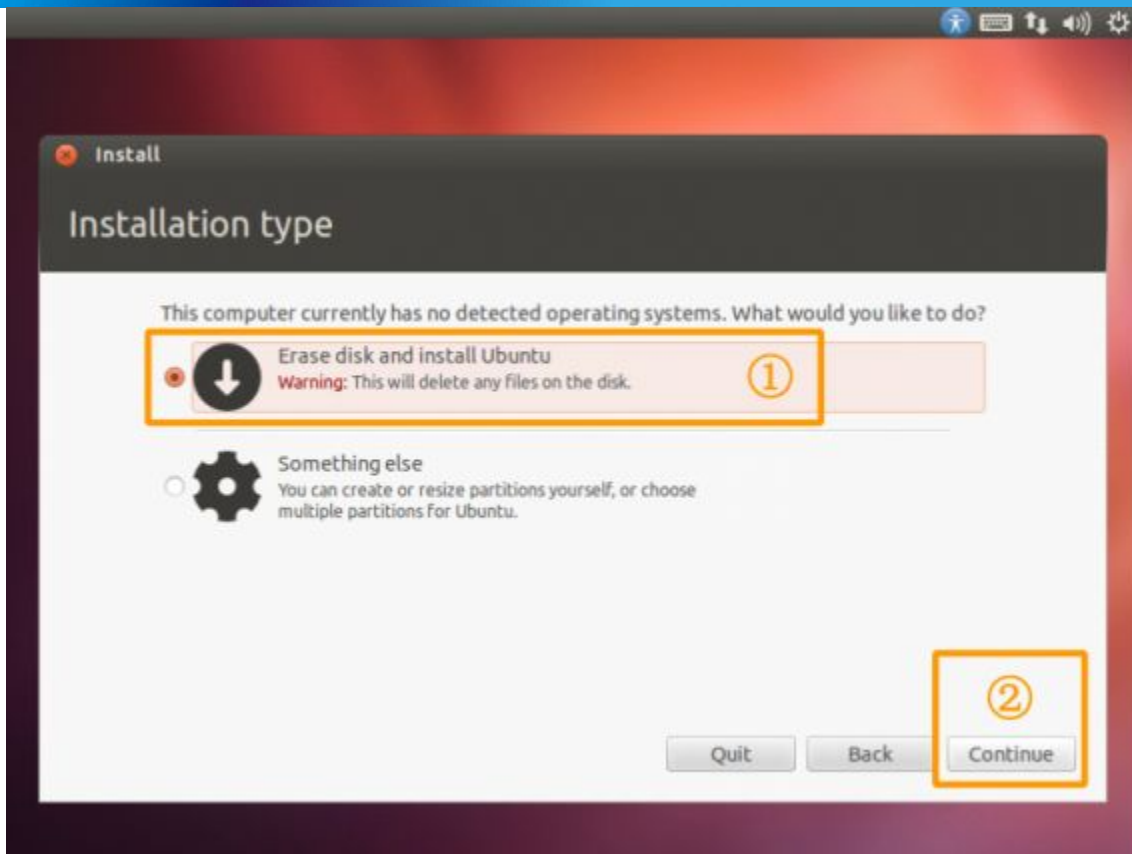 Install
Installation type
This computer currently has no detected operating systems. What would you like to do?
Erase disk and install Ubuntu
Warning: This will delete any files on the disk.
①
Something else
You can create or resize partitions yourself, or choose
multiple partitions for Ubuntu.
②
Quit
Back
Continue